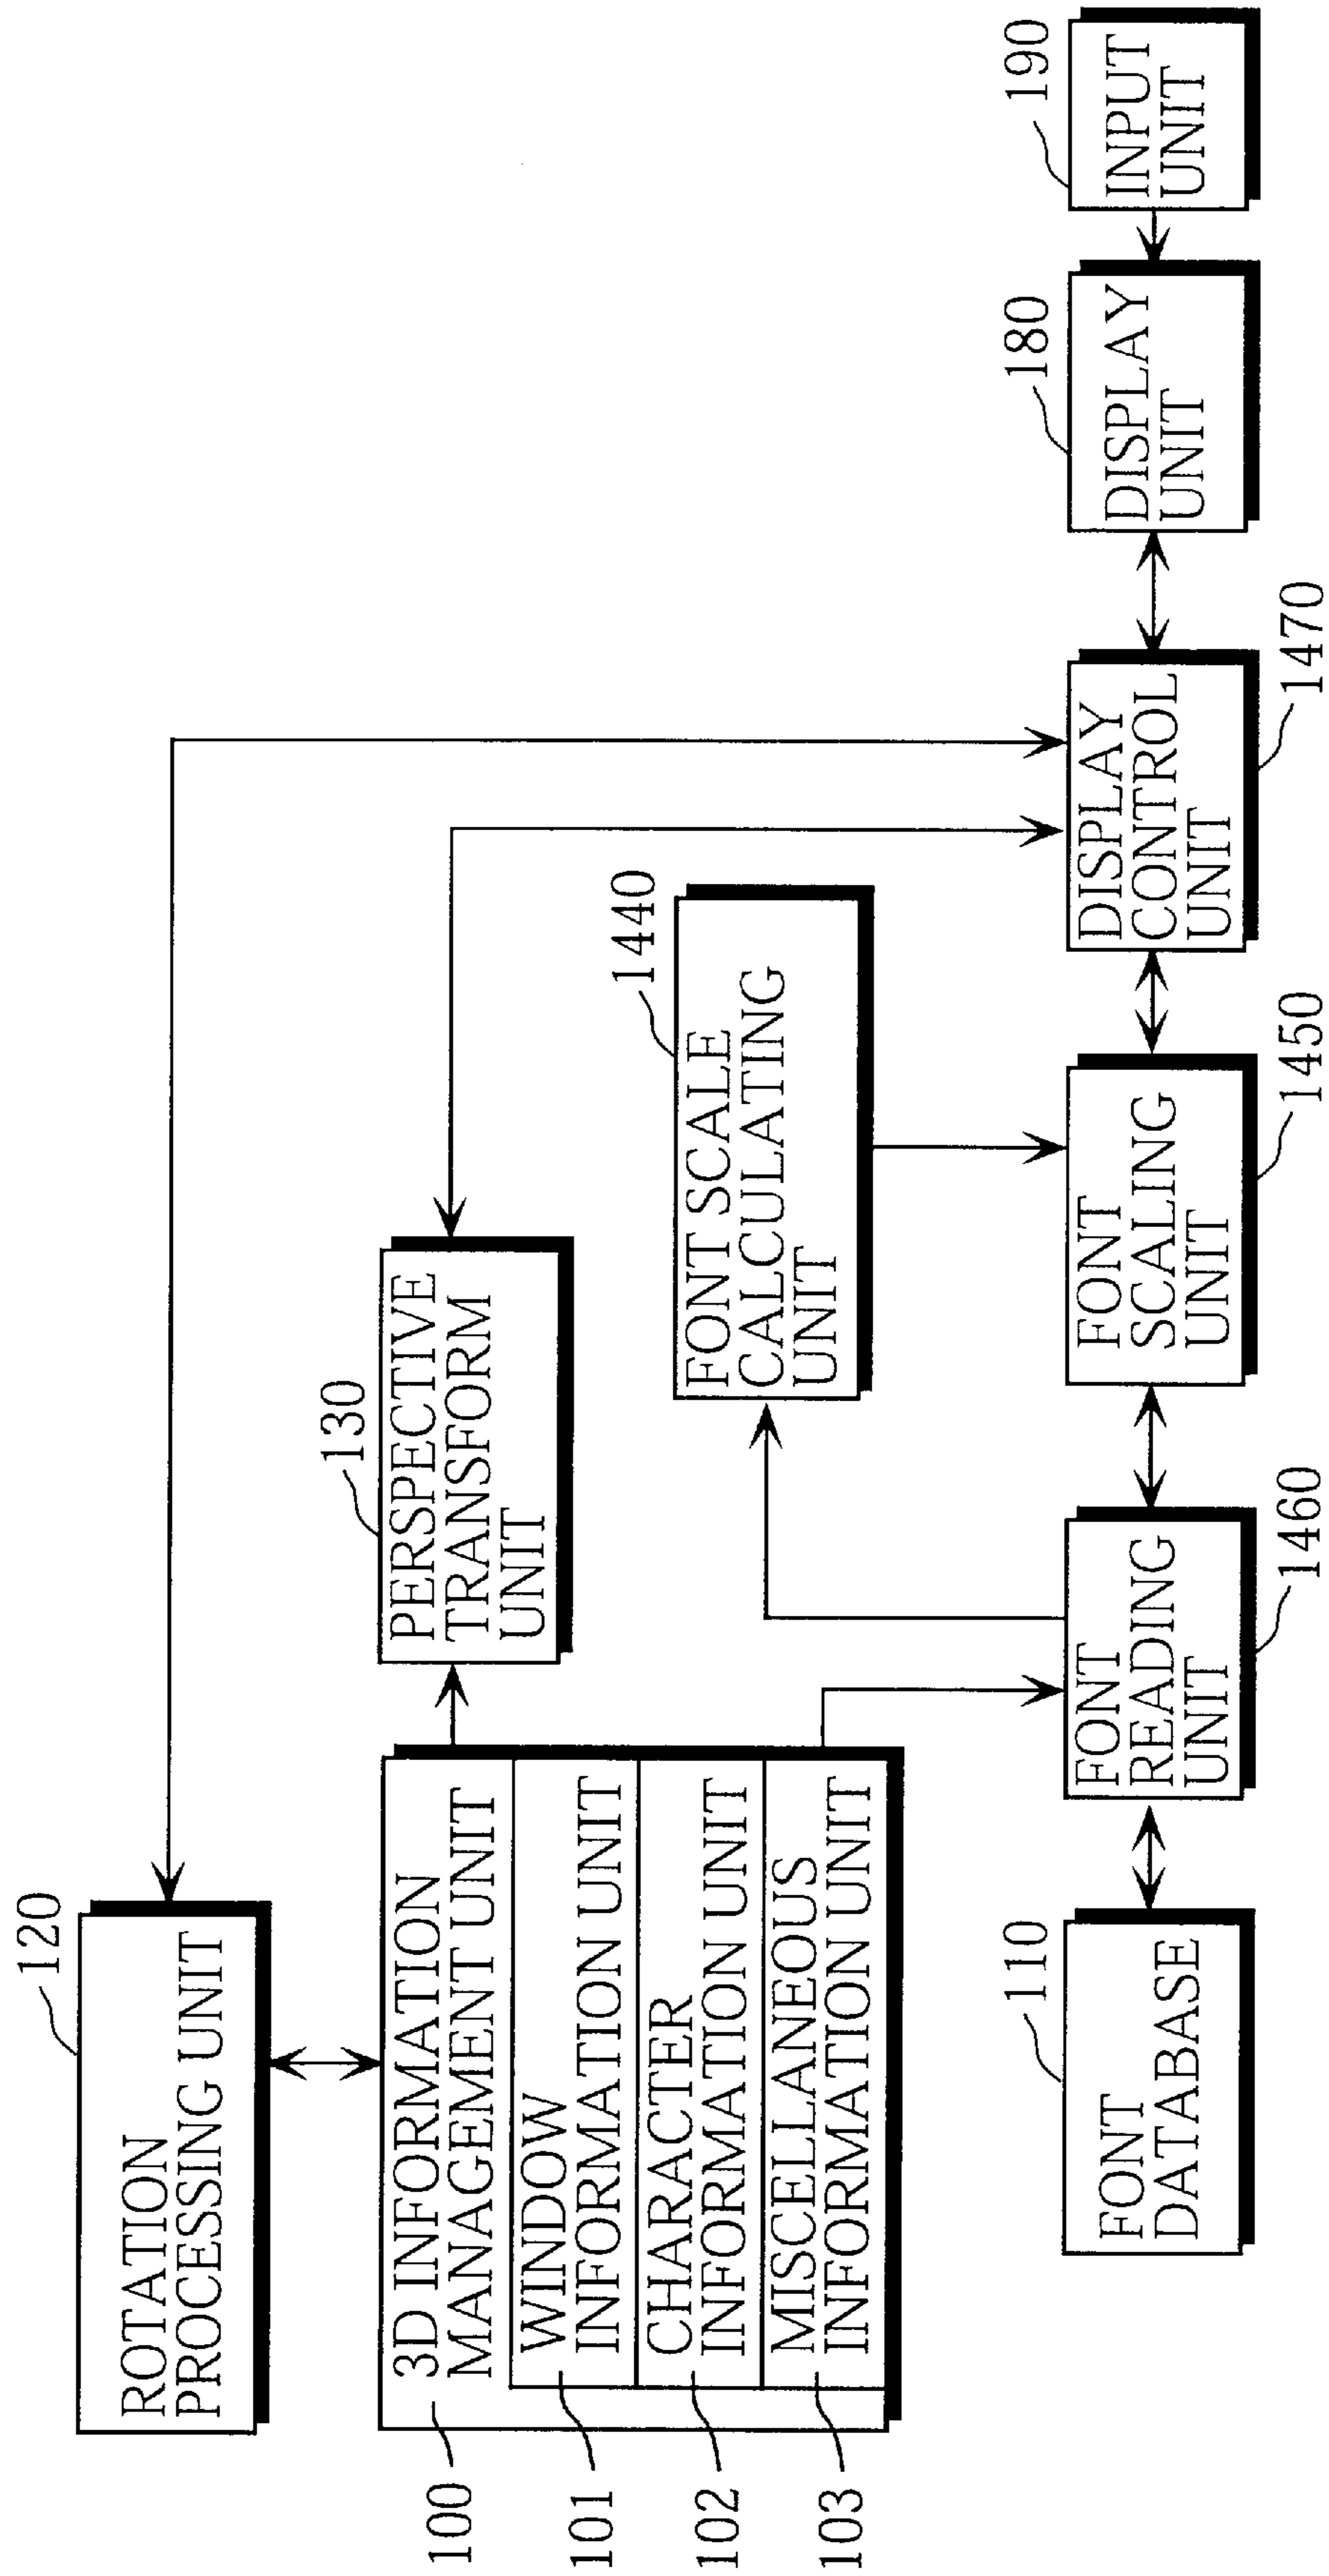 120
ROTATION
PROCESSING UNIT
100
3D INFORMATION
MANAGEMENT UNIT
101
WINDOW
INFORMATION UNIT
102
CHARACTER
INFORMATION UNIT
103
MISCELLANEOUS
INFORMATION UNIT
130
PERSPECTIVE
TRANSFORM
UNIT
1440
FONT SCALE
CALCULATING
UNIT
110
FONT
DATABASE
FONT
READING
UNIT
1460
FONT
SCALING
UNIT
1450
DISPLAY
CONTROL
UNIT
1470
180
DISPLAY
UNIT
190
INPUT
UNIT